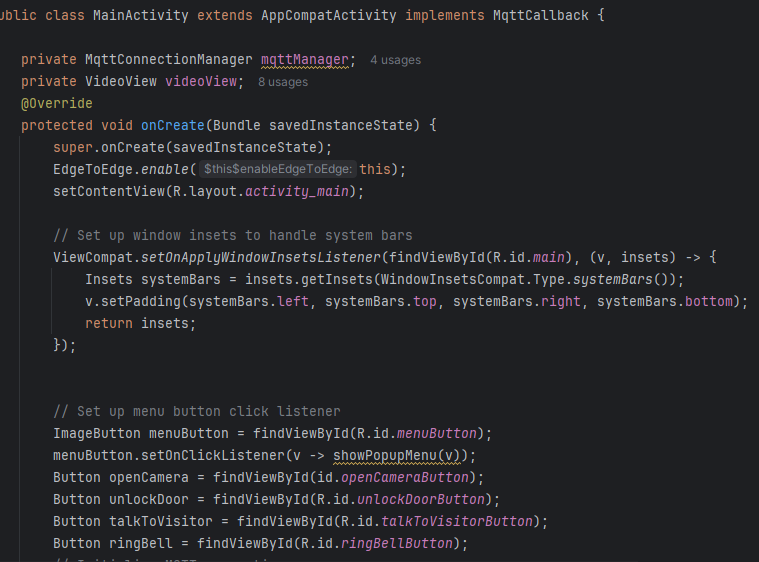 ublic class MainActivity extends AppCompatActivity implements MqttCallback {
private MqttConnectionManager mqttManager; 4 usages
private VideoView videoView; 8 usages
@Override
protected void onCreate(Bundle savedInstanceState) {
super.onCreate(savedInstanceState);
EdgeToEdge.enable( $this$enableEdgeToEdge: this);
setContentView(R.layout.activity_main);
// Set up window insets to handle system bars
ViewCompat.setOnApplyWindowInsetsListener(findViewById(R.id.main), (v, insets) -> {
Insets systemBars = insets.getInsets(WindowInsetsCompat.Type.systemBars());
v.setPadding(systemBars.left, systemBars.top, systemBars.right, systemBars.bottom);
return insets;
});
// Set up menu button click listener
ImageButton menuButton = findViewById(R.id.menuButton);
menuButton.setOnClickListener(v -> showPopupMenu(v));
Button openCamera = findViewById(id.openCameraButton);
Button unlockDoor = findViewById(R.id.unlockDoorButton);
Button talkToVisitor = findViewById(R.id.talkToVisitorButton);
Button ringBell = findViewById(R.id.ringBellButton);